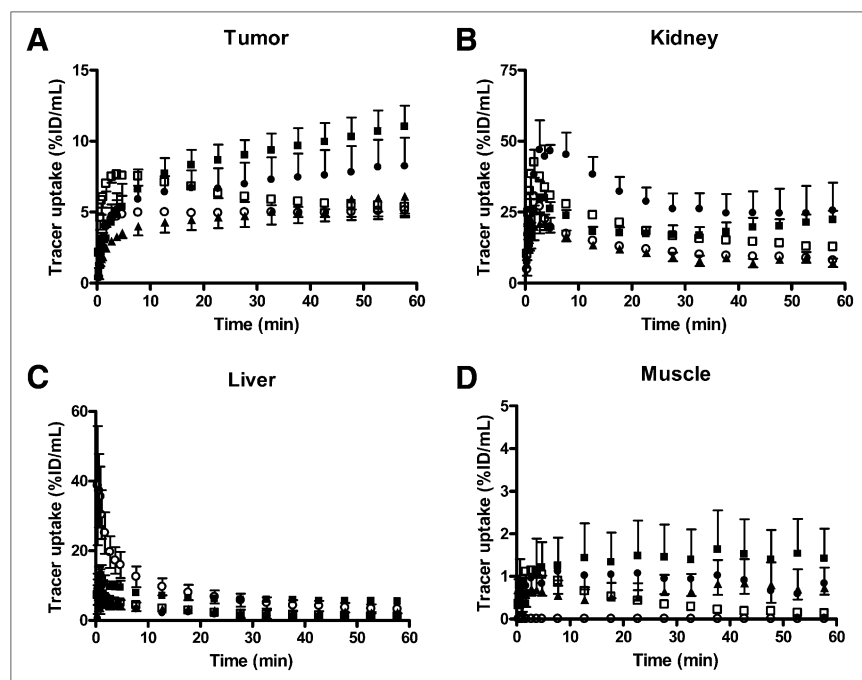 A
Tumor
Tracer uptake (%ID/mL)
15
10
5
0
0 10 20 30 40 50 60
Time (min)
B
Kidney
Tracer uptake (%ID/mL)
75
50
25
0
0 10 20 30 40 50 60
Time (min)
C
Liver
Tracer uptake (%ID/mL)
60
40
20
0
0 10 20 30 40 50 60
Time (min)
D
Muscle
Tracer uptake (%ID/mL)
5
4
3
2
1
0
0 10 20 30 40 50 60
Time (min)